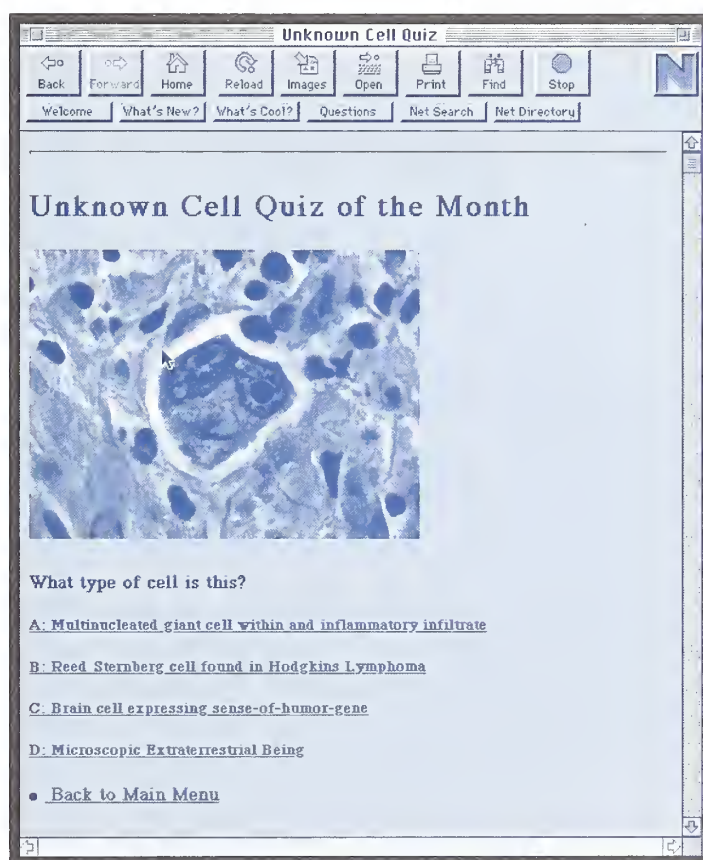 Unknown Cell Quiz
Back Forward Home Reload Images Open Print Find Stop
N
Welcome What's New? What's Cool? Questions Net Search Net Directory
Unknown Cell Quiz of the Month
What type of cell is this?
A: Multinucleated giant cell within and inflammatory infiltrate
B: Reed Sternberg cell found in Hodgkins Lymphoma
C: Brain cell expressing sense-of-humor-gene
D: Microscopic Extraterrestrial Being
• Back to Main Menu